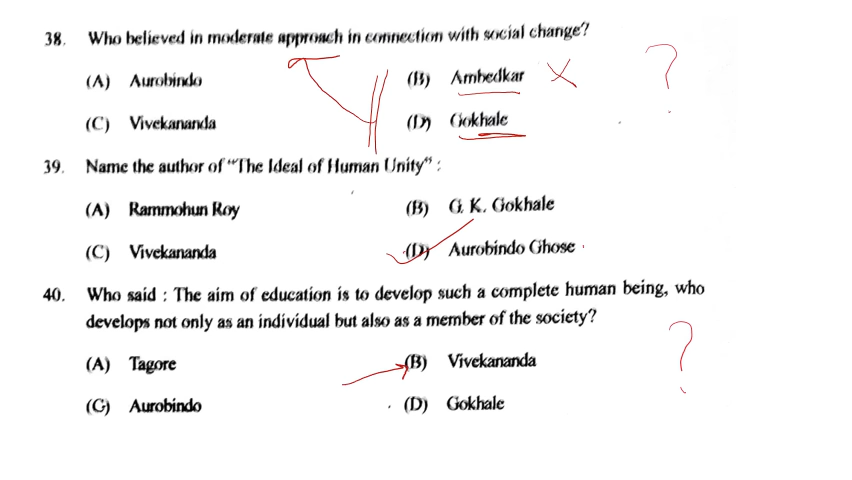 38. Who believed in moderate approach in connection with social change?
(A) Aurobindo (B) Ambedkar
(C) Vivekananda (D) Gokhale
39. Name the author of "The Ideal of Human Unity" :
(A) Rammohun Roy (B) G. K. Gokhale
(C) Vivekananda (D) Aurobindo Ghose
40. Who said : The aim of education is to develop such a complete human being, who
develops not only as an individual but also as a member of the society?
(A) Tagore (B) Vivekananda
(C) Aurobindo (D) Gokhale